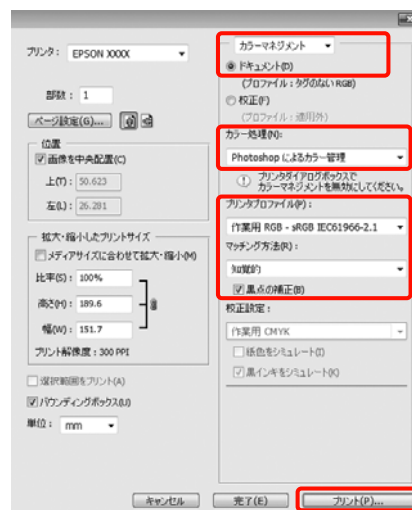 プリンタ： EPSON XXXX
部数： 1
ページ設定(G)...
位置
画像を中央配置(C)
上(T)： 50.623
左(L)： 26.281
拡大・縮小したプリントサイズ
メディアサイズに合わせて拡大・縮小(M)
比率(S)： 100%
高さ(H)： 189.6
幅(W)： 151.7
プリント解像度：300 PPI
選択範囲をプリント(A)
バウンディングボックス(U)
単位： mm
カラーマネジメント
ドキュメント(D)
(プロファイル：タグのない RGB)
校正(F)
(プロファイル：適用外)
カラー処理(N)：
Photoshop によるカラー管理
プリンタダイアログボックスで
カラーマネジメントを無効にしてください。
プリンタプロファイル(P)：
作業用 RGB - sRGB IEC61966-2.1
マッチング方法(R)：
知覚的
黒点の補正(B)
校正設定：
作業用 CMYK
紙色をシミュレート(I)
黒インキをシミュレート(K)
キャンセル
完了(E)
プリント(P)...